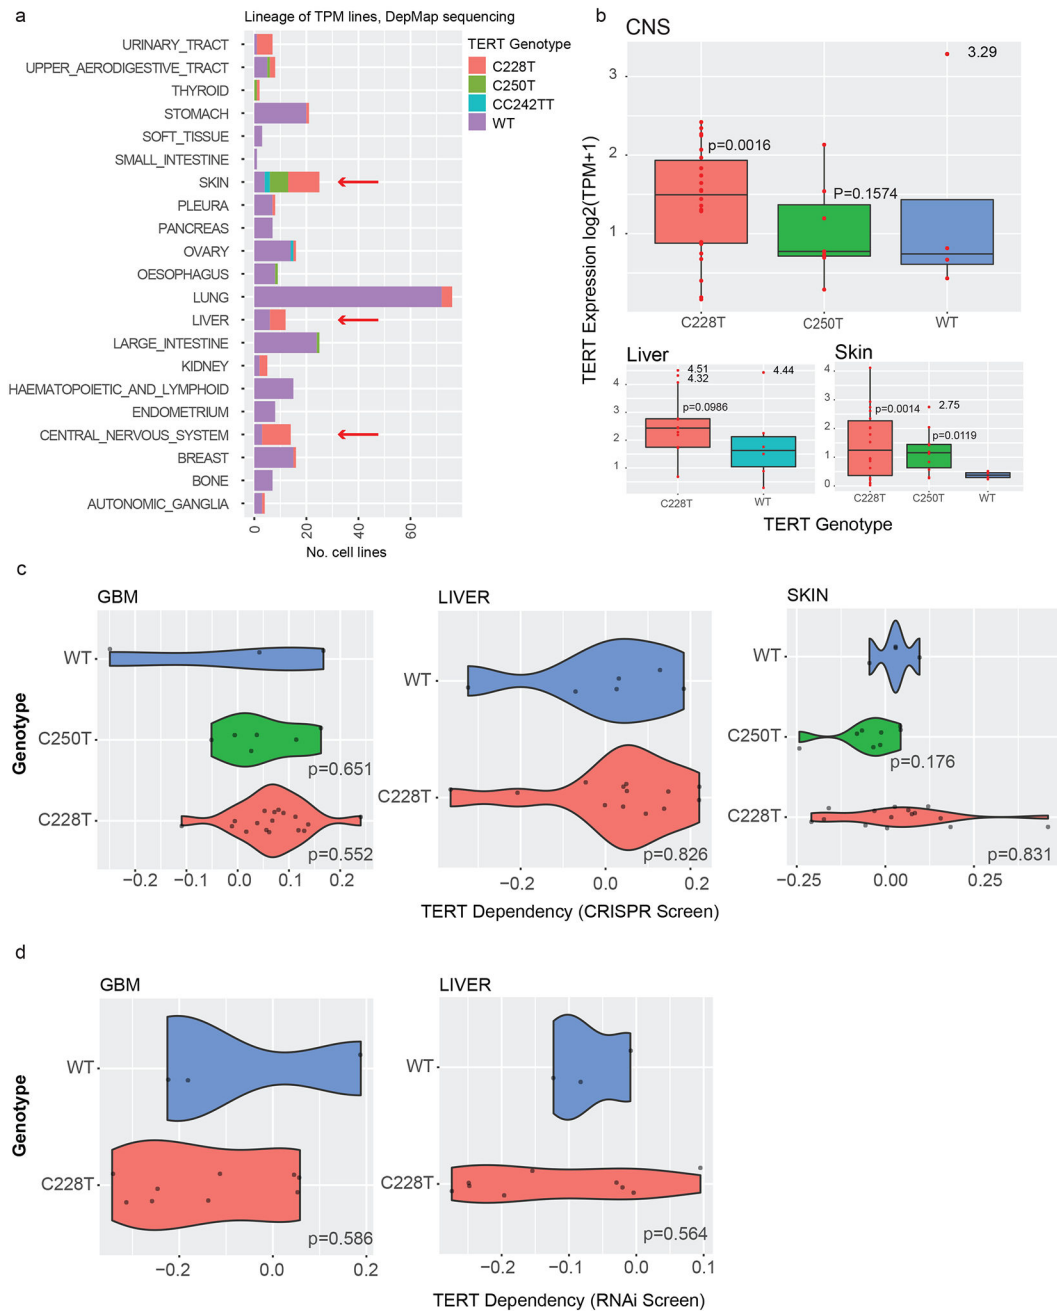 a
Lineage of TPM lines, DepMap sequencing
URINARY_TRACT
UPPER_AERODIGESTIVE_TRACT
THYROID
STOMACH
SOFT_TISSUE
SMALL_INTESTINE
SKIN
PLEURA
PANCREAS
OVARY
OESOPHAGUS
LUNG
LIVER
LARGE_INTESTINE
KIDNEY
HAEMATOPOIETIC_AND_LYMPHOID
ENDOMETRIUM
CENTRAL_NERVOUS_SYSTEM
BREAST
BONE
AUTONOMIC_GANGLIA
0
20
40
60
80
No. cell lines
TERT Genotype
C228T
C250T
CC242TT
WT
b
CNS
TERT Expression log2(TPM+1)
3
2
1
p=0.0016
P=0.1574
3.29
C228T
C250T
WT
Liver
4
3
2
1
4.51
4.32
p=0.0986
4.44
C228T
WT
Skin
4
3
2
1
0
p=0.0014
2.75
p=0.0119
C228T
C250T
WT
TERT Genotype
c
GBM
Genotype
WT
C250T
C228T
p=0.651
p=0.552
−0.2
−0.1
0.0
0.1
0.2
LIVER
WT
C228T
p=0.826
−0.2
0.0
0.2
SKIN
WT
C250T
C228T
p=0.176
p=0.831
−0.25
0.00
0.25
TERT Dependency (CRISPR Screen)
d
GBM
Genotype
WT
C228T
p=0.586
−0.2
0.0
0.2
LIVER
WT
C228T
p=0.564
−0.2
−0.1
0.0
0.1
TERT Dependency (RNAi Screen)